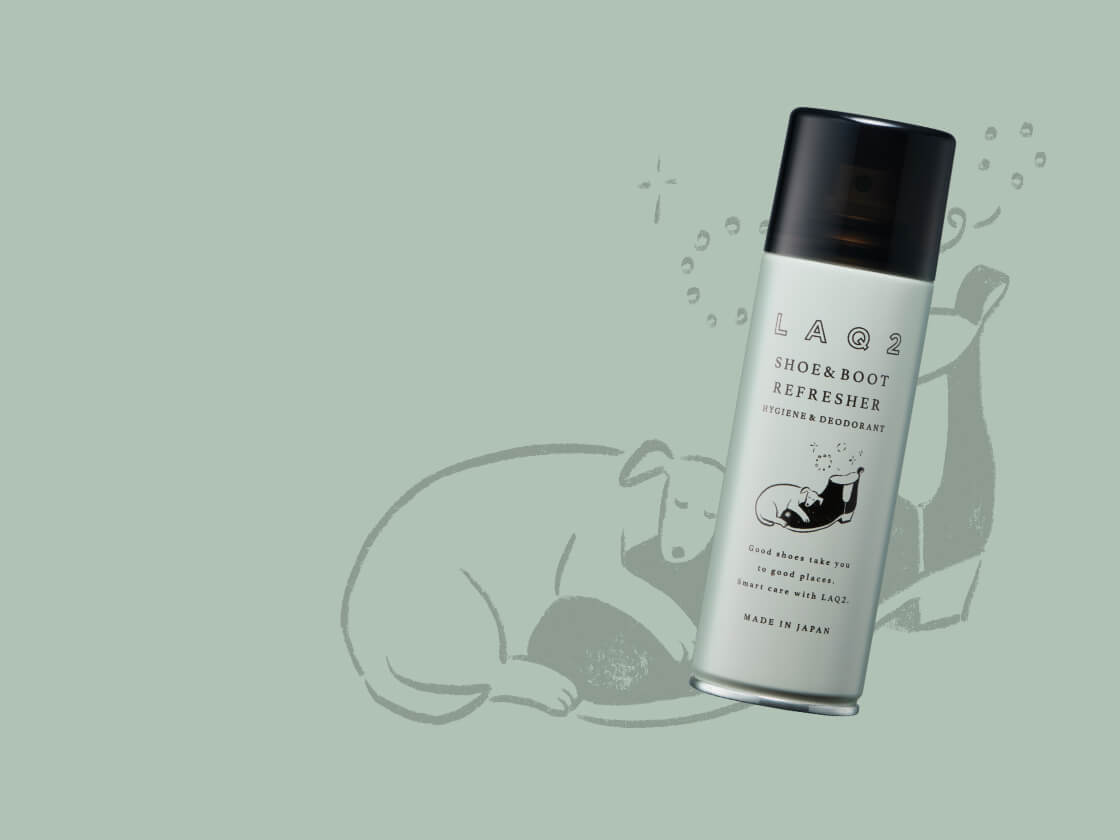 LAQ2
SHOE & BOOT
REFRESHER
HYGIENE & DEODORANT
Good shoes take you
to good places.
Smart care with LAQ2.
MADE IN JAPAN